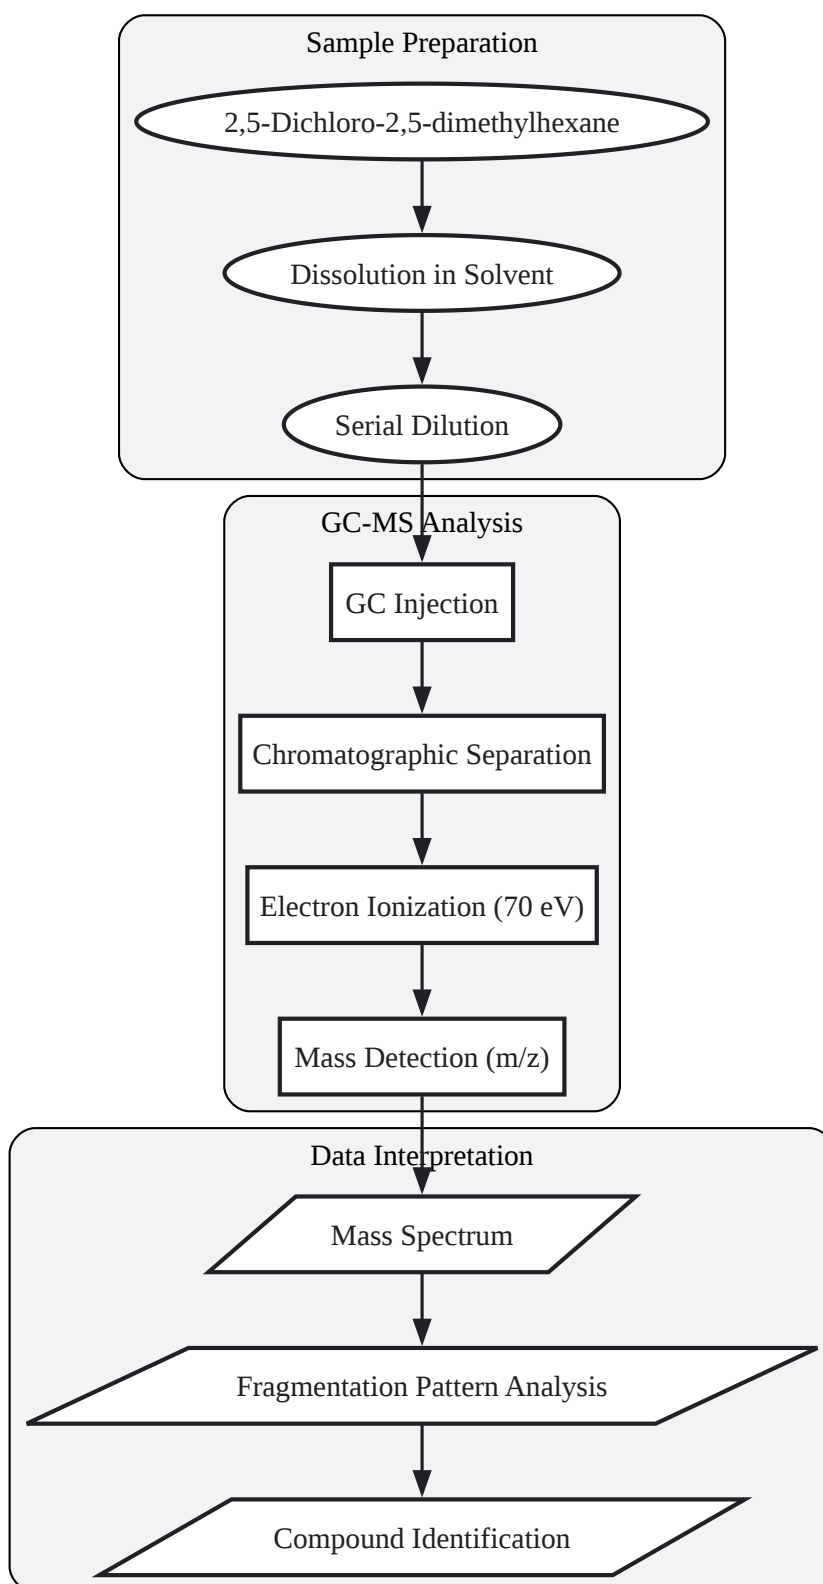 Sample Preparation
2,5-Dichloro-2,5-dimethylhexane
Dissolution in Solvent
Serial Dilution
GC-MS Analysis
GC Injection
Chromatographic Separation
Electron Ionization (70 eV)
Mass Detection (m/z)
Data Interpretation
Mass Spectrum
Fragmentation Pattern Analysis
Compound Identification